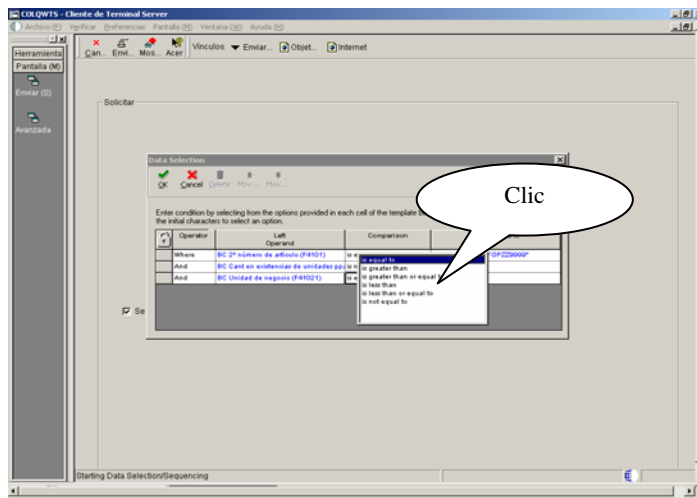 COLQWTS - Cliente de Terminal Server
Archivo (F) Verificar Preferencias Pantalla (M) Ventana (W) Ayuda (H)
Herramienta
Pantalla (M)
Enviar (S)
Avanzada
Can... Envi... Mos... Acer Vínculos Enviar... Objet... Internet
Solicitar
Data Selection
OK Cancel Delete Mov... Mov...
Enter condition by selecting from the options provided in each cell of the template
the initial characters to select an option.
Operator Left Operand Comparison
Where BC 2º número de artículo (F4101)
And BC Cant en existencias de unidades
And BC Unidad de negocio (F41021)
is equal to
is greater than
is greater than or equal
is less than
is less than or equal to
is not equal to
Clic
Se
Starting Data Selection/Sequencing